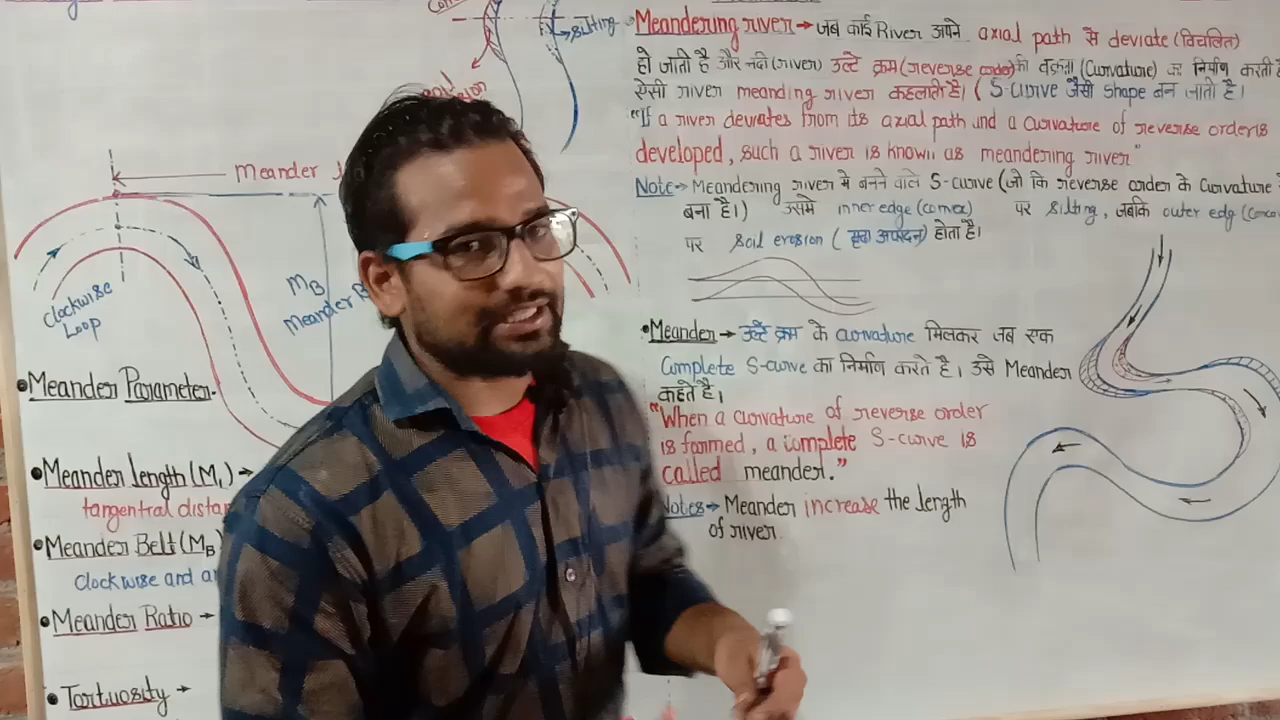 silting
Meandering river → जब कोई River अपने axial path से deviate (विचलित)
हो जाती है और नदी (river) उल्टे क्रम (reverse order) की वक्रता (Curvature) का निर्माण करती
ऐसी river meanding river कहलाती है। ( S-curve जैसी shape बन जाती है।
"If a river deviates from its axial path and a curvature of reverse order is
developed, such a river is known as meandering river"
Note → Meandering river मे बनने वाले S-curve (जो कि reverse order के Curvature
बना है।) उसमे inner edge (convex) पर silting, जबकि outer edg
पर soil erosion ( मृदा अपरदन) होता है।
•Meander → उल्टे क्रम के curvature मिलकर जब एक
Complete S-curve का निर्माण करते है। उसे Meander
कहते है।
"When a curvature of reverse order
is formed, a complete S-curve is
called meander."
Notes → Meander increase the length
of river
Meander
MB
Meander
Clockwise
Loop
•Meander Parameter-
•Meander length (ML) →
tangentral
•Meander Belt (MB)
Clockwise and
•Meander Ratio →
•Tortuosity →